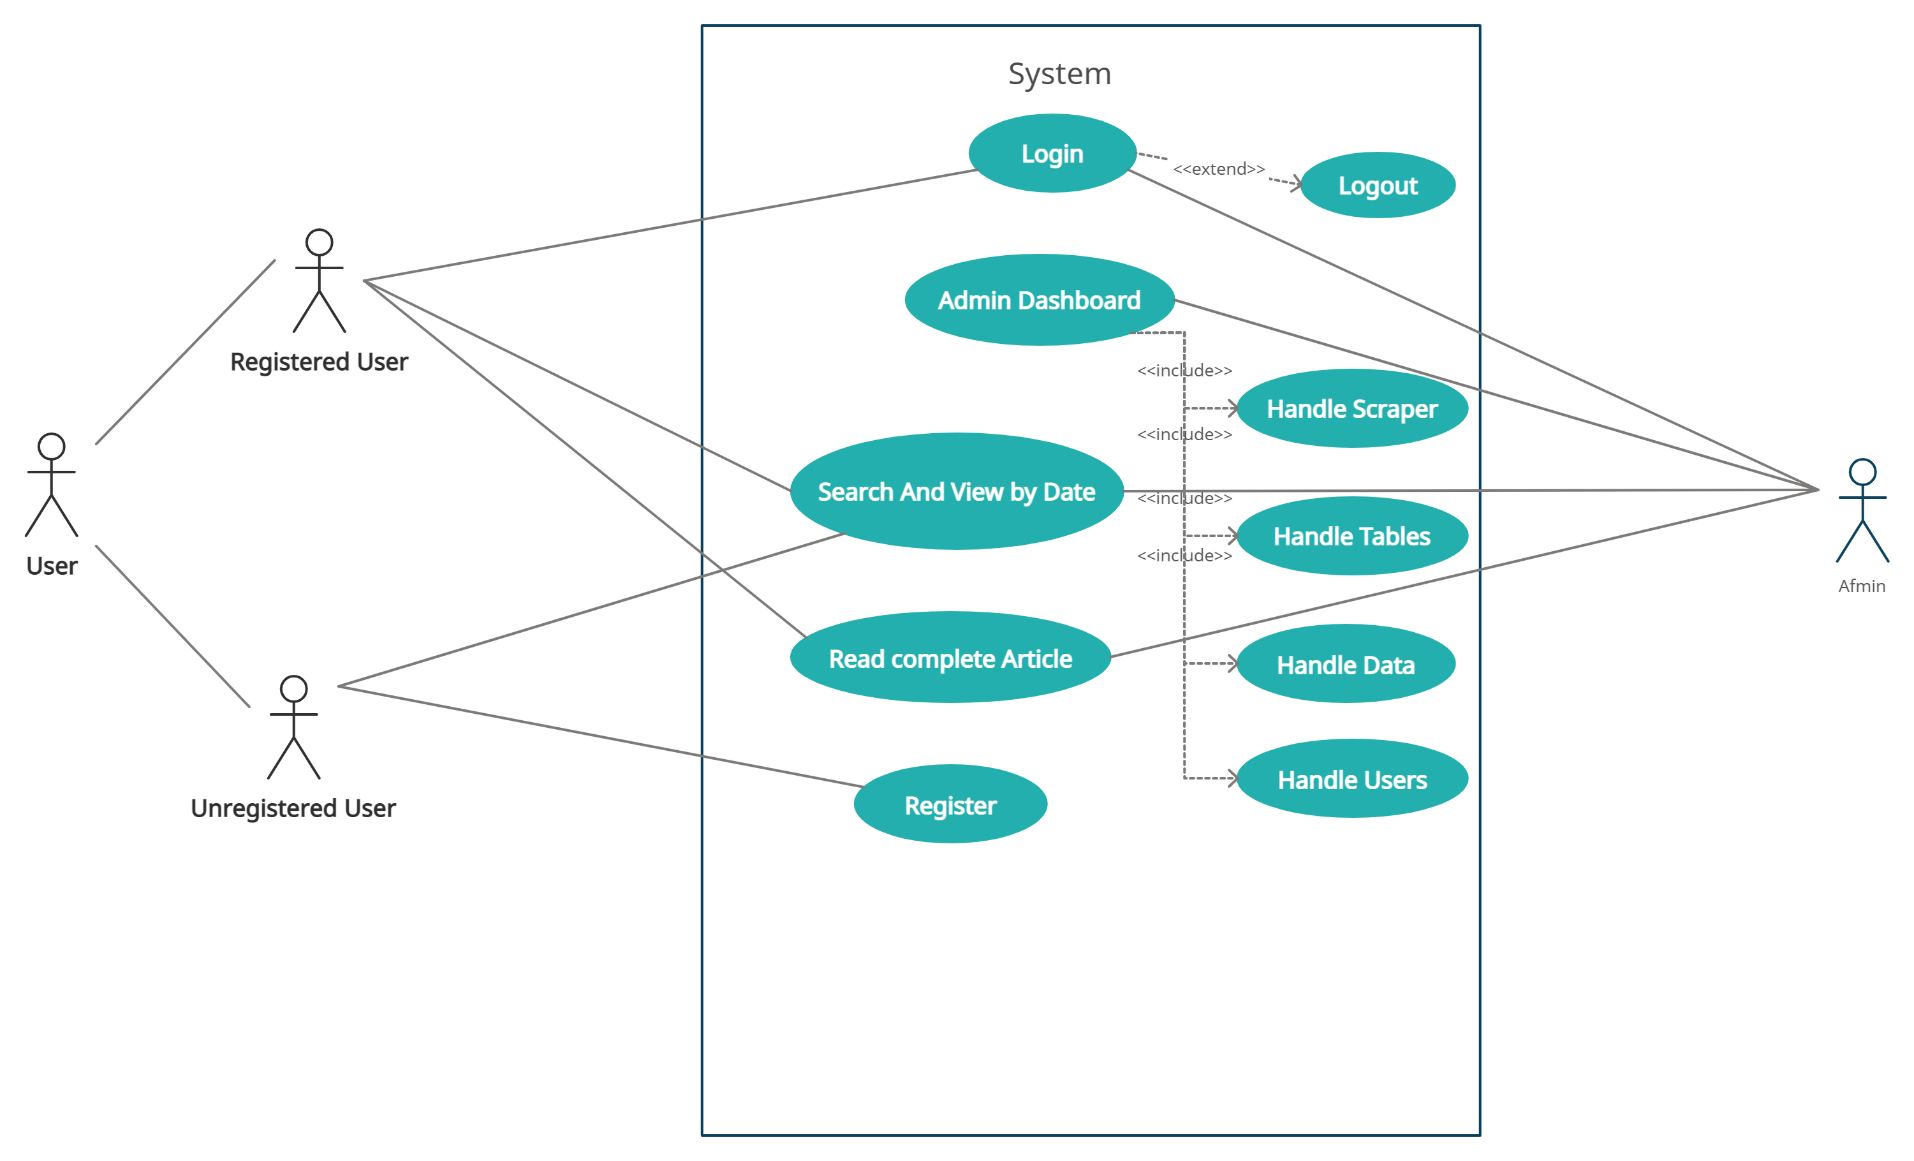 System
Login
<<extend>>
Logout
Admin Dashboard
Registered User
<<include>>
Handle Scraper
<<include>>
Search And View by Date
<<include>>
Handle Tables
<<include>>
User
Afmin
Read complete Article
Handle Data
Unregistered User
Register
Handle Users